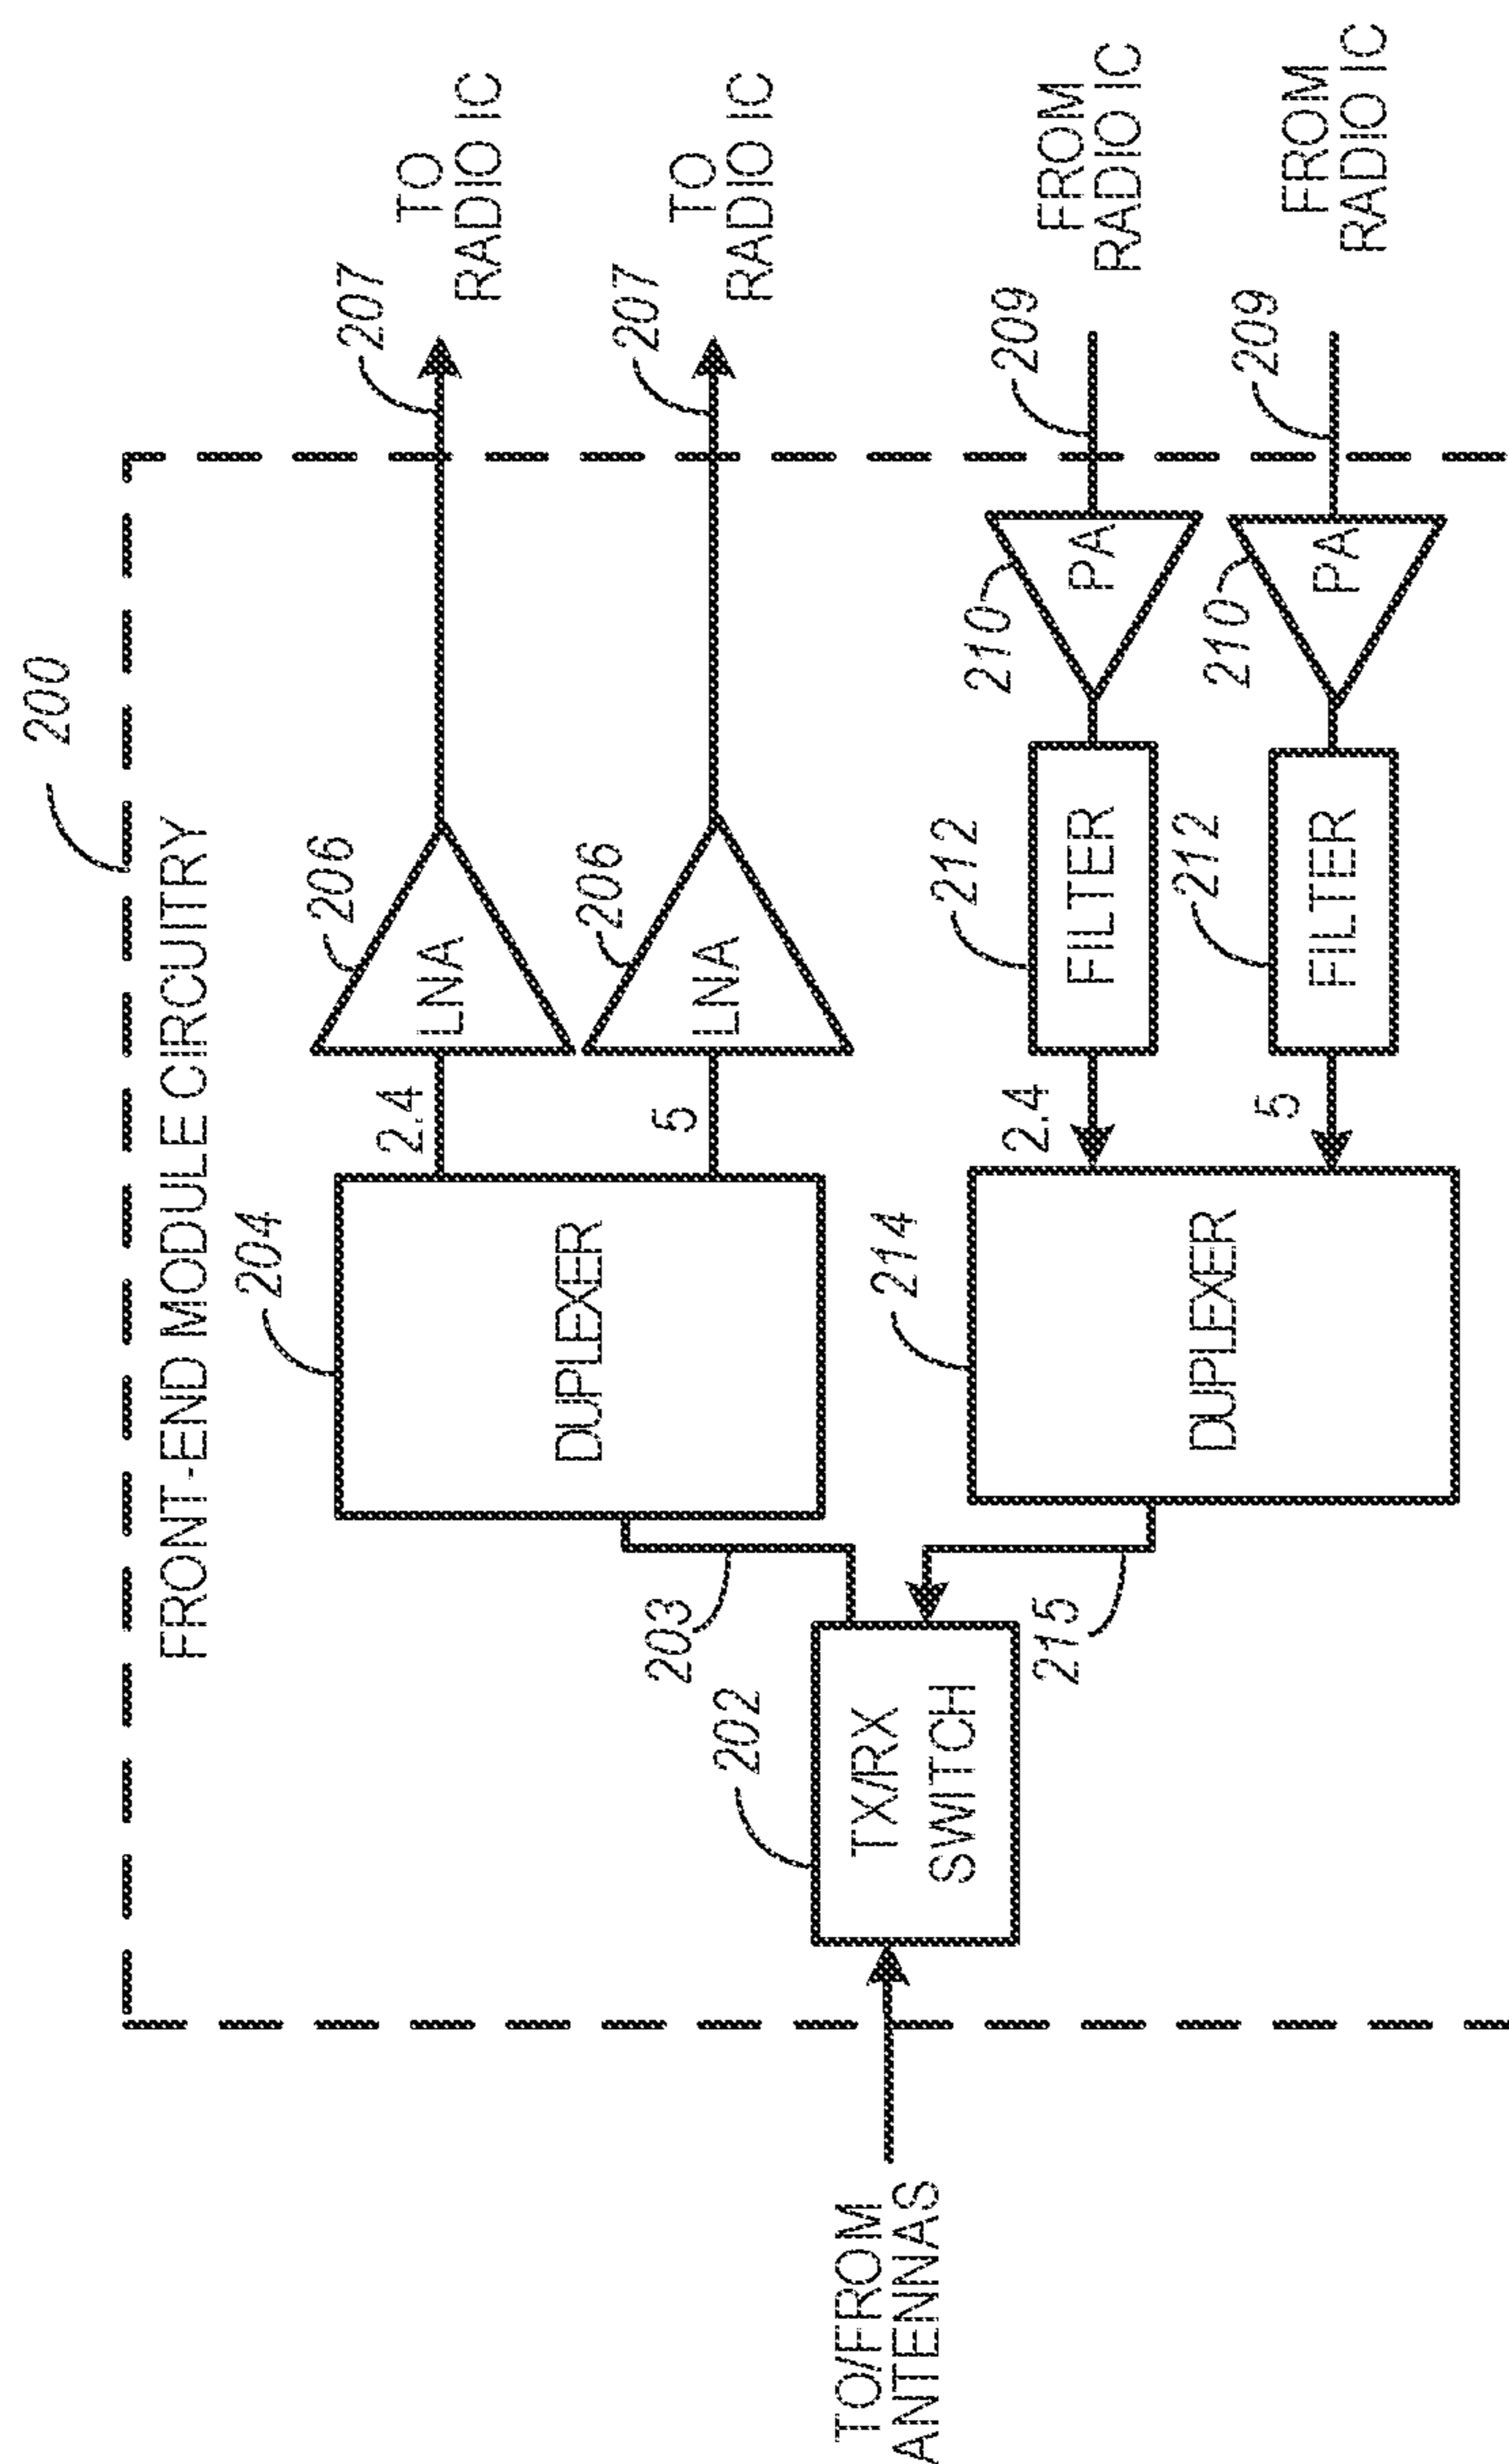 200
FRONT-END MODULE CIRCUITRY
204
206
207
TO
RADIO IC
2.4
LNA
DUPLEXER
206
207
TO
RADIO IC
5
LNA
203
202
TX/RX
SWITCH
TO/FROM
ANTENNAS
215
214
DUPLEXER
2.4
212
FILTER
210
PA
209
FROM
RADIO IC
5
212
FILTER
210
PA
209
FROM
RADIO IC